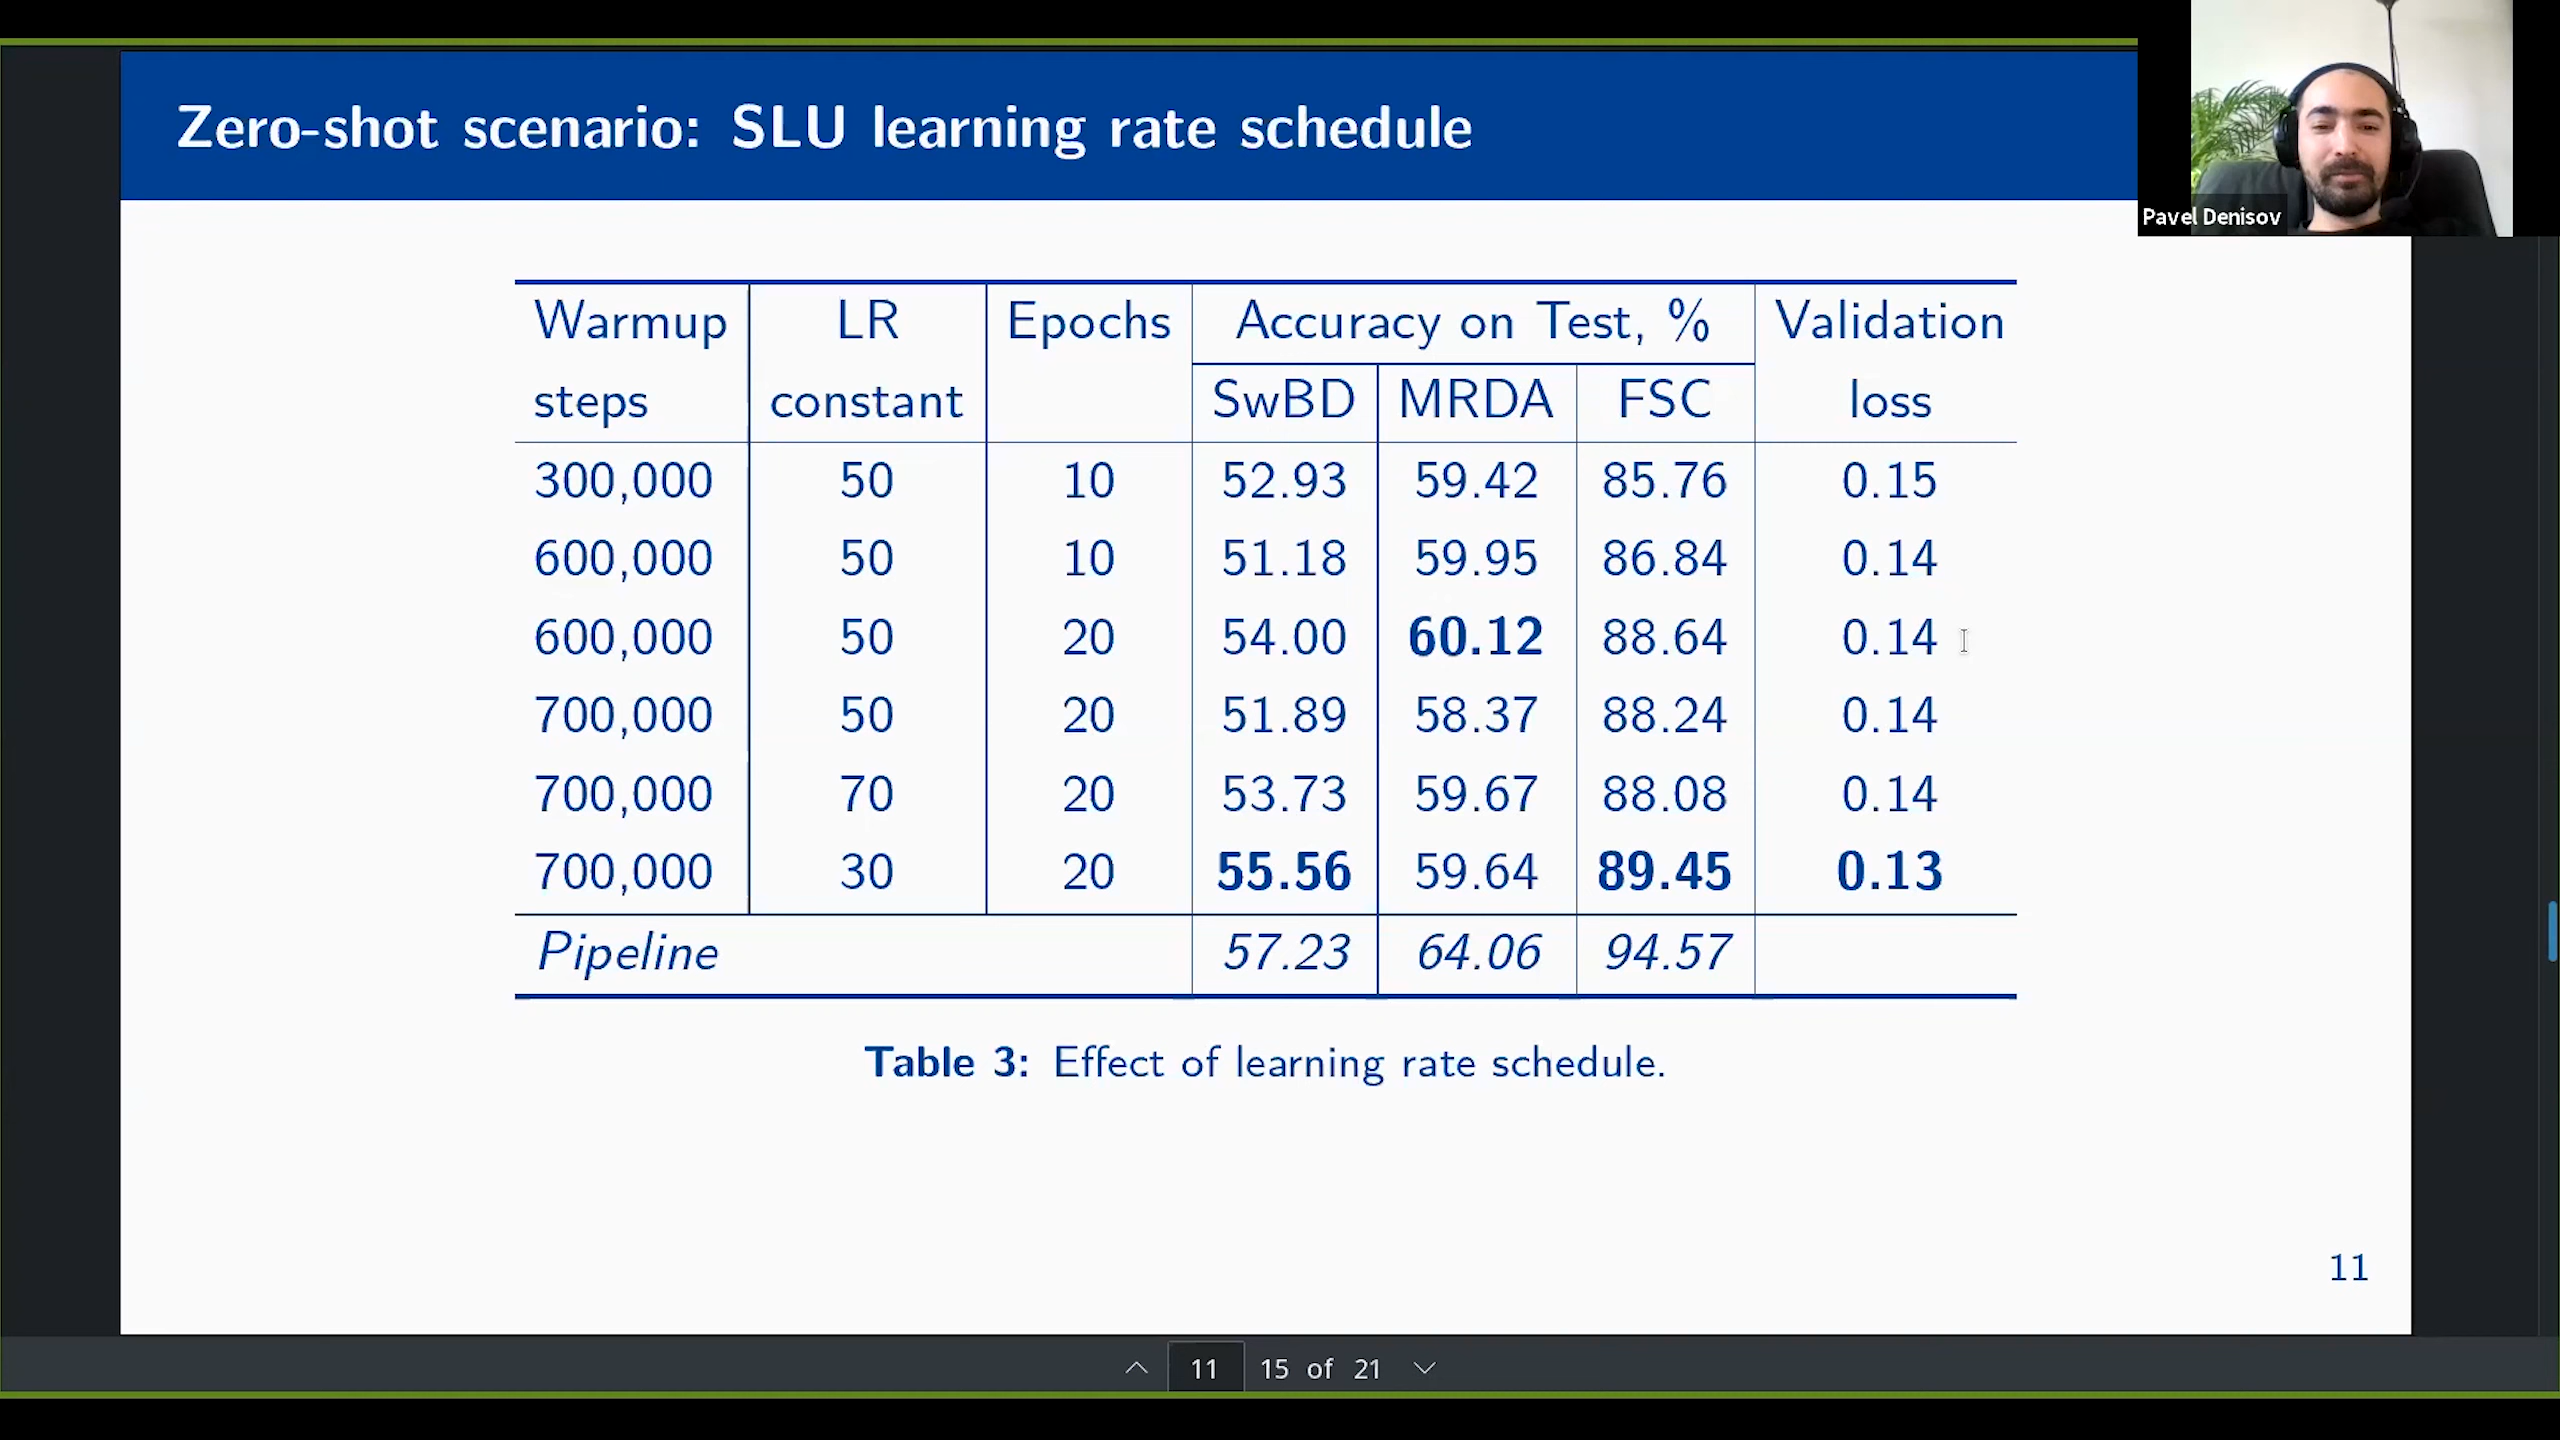 Zero-shot scenario: SLU learning rate schedule
Pavel Denisov
Warmup LR Epochs Accuracy on Test, % Validation
steps constant SwBD MRDA FSC loss
300,000 50 10 52.93 59.42 85.76 0.15
600,000 50 10 51.18 59.95 86.84 0.14
600,000 50 20 54.00 60.12 88.64 0.14
700,000 50 20 51.89 58.37 88.24 0.14
700,000 70 20 53.73 59.67 88.08 0.14
700,000 30 20 55.56 59.64 89.45 0.13
Pipeline 57.23 64.06 94.57
Table 3: Effect of learning rate schedule.
11
11 15 of 21